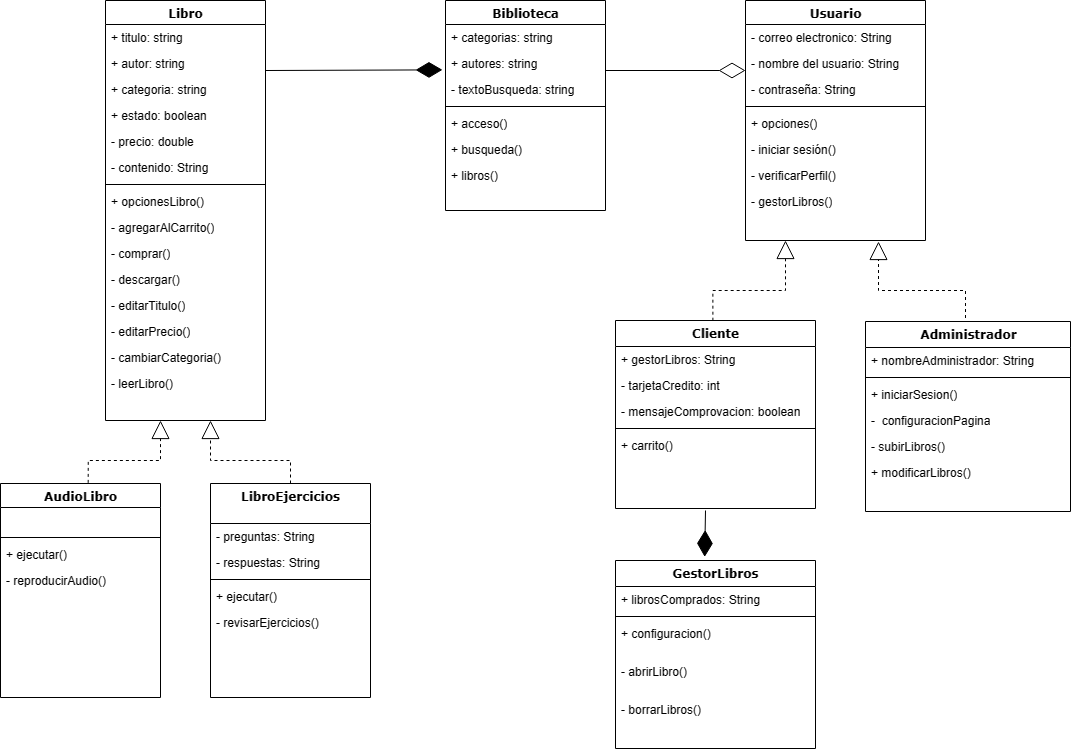 Libro
+ titulo: string
+ autor: string
+ categoria: string
+ estado: boolean
- precio: double
- contenido: String
+ opcionesLibro()
- agregarAlCarrito()
- comprar()
- descargar()
- editarTitulo()
- editarPrecio()
- cambiarCategoria()
- leerLibro()
Biblioteca
+ categorias: string
+ autores: string
- textoBusqueda: string
+ acceso()
+ busqueda()
+ libros()
Usuario
- correo electronico: String
- nombre del usuario: String
- contraseña: String
+ opciones()
- iniciar sesión()
- verificarPerfil()
- gestorLibros()
Cliente
+ gestorLibros: String
- tarjetaCredito: int
- mensajeComprovacion: boolean
+ carrito()
Administrador
+ nombreAdministrador: String
+ iniciarSesion()
- configuracionPagina
- subirLibros()
+ modificarLibros()
AudioLibro
+ ejecutar()
- reproducirAudio()
LibroEjercicios
- preguntas: String
- respuestas: String
+ ejecutar()
- revisarEjercicios()
GestorLibros
+ librosComprados: String
+ configuracion()
- abrirLibro()
- borrarLibros()